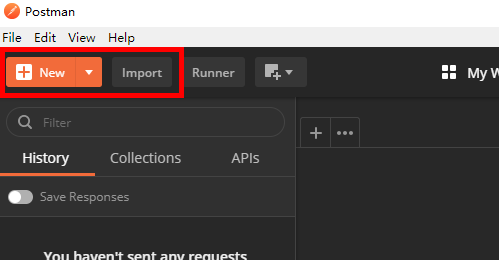 Postman
File Edit View Help
New Import Runner My W
Filter
History Collections APIs
Save Responses
You haven't sent any requests